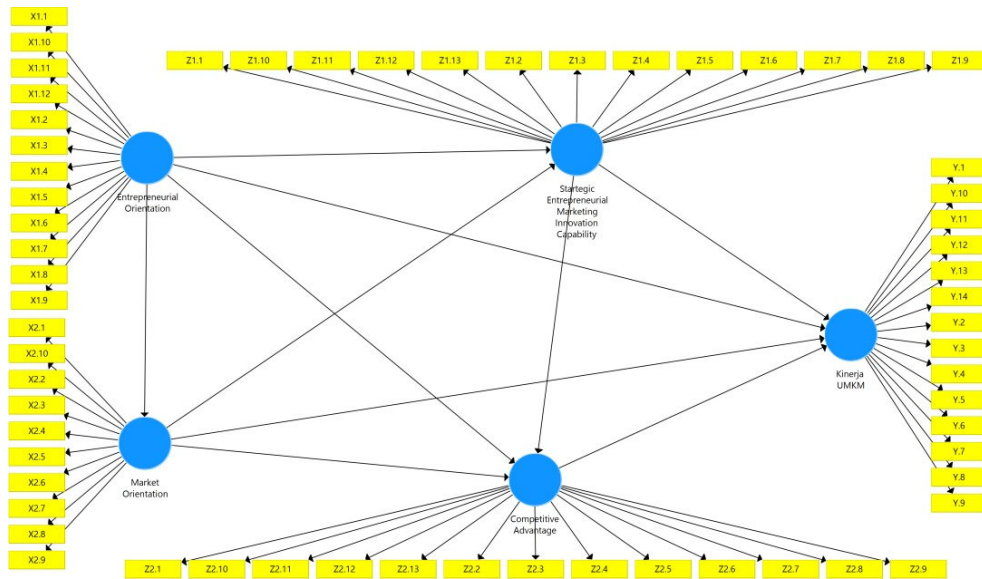 X1.1
X1.10
X1.11
X1.12
X1.2
X1.3
X1.4
X1.5
X1.6
X1.7
X1.8
X1.9
Entrepreneurial
Orientation
Z1.1
Z1.10
Z1.11
Z1.12
Z1.13
Z1.2
Z1.3
Z1.4
Z1.5
Z1.6
Z1.7
Z1.8
Z1.9
Startegic
Entrepreneurial
Marketing
Innovation
Capability
X2.1
X2.10
X2.2
X2.3
X2.4
X2.5
X2.6
X2.7
X2.8
X2.9
Market
Orientation
Y.1
Y.10
Y.11
Y.12
Y.13
Y.14
Y.2
Y.3
Y.4
Y.5
Y.6
Y.7
Y.8
Y.9
Kinerja
UMKM
Competitive
Advantage
Z2.1
Z2.10
Z2.11
Z2.12
Z2.13
Z2.2
Z2.3
Z2.4
Z2.5
Z2.6
Z2.7
Z2.8
Z2.9